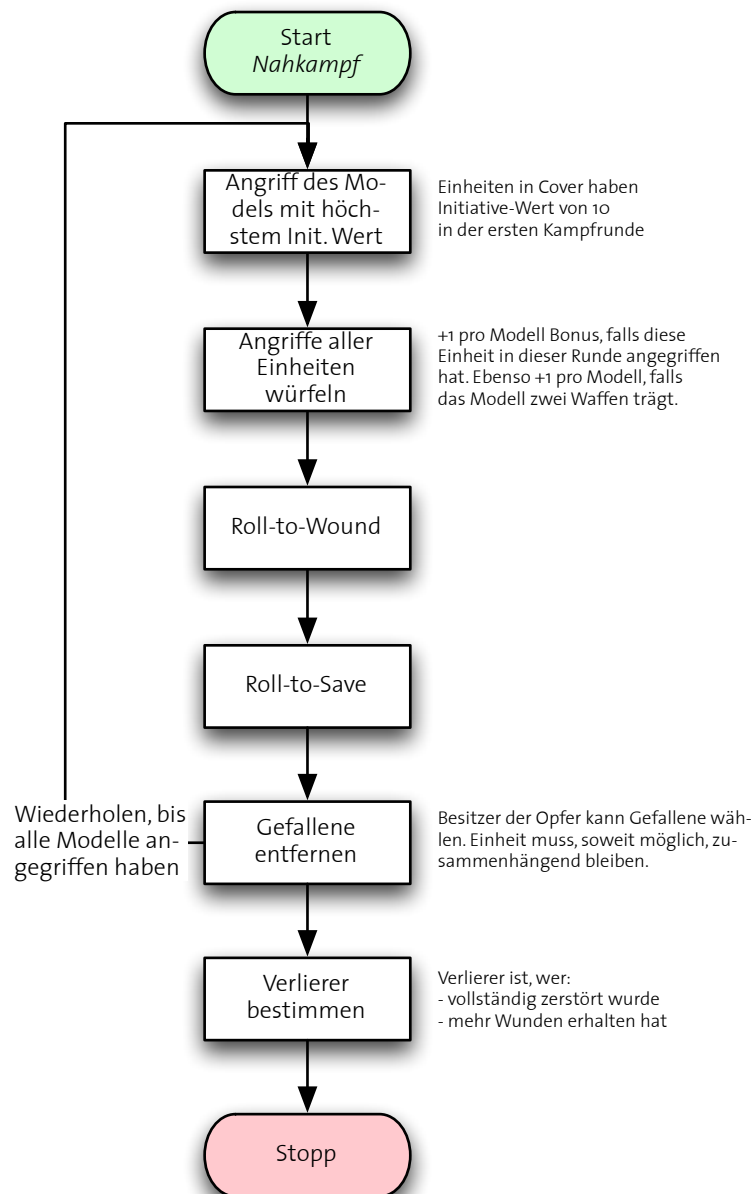 Start
Nahkampf
Angriff des Mo-
dels mit höch-
stem Init. Wert
Einheiten in Cover haben
Initiative-Wert von 10
in der ersten Kampfrunde
Angriffe aller
Einheiten
würfeln
+1 pro Modell Bonus, falls diese
Einheit in dieser Runde angegriffen
hat. Ebenso +1 pro Modell, falls
das Modell zwei Waffen trägt.
Roll-to-Wound
Roll-to-Save
Wiederholen, bis
alle Modelle an-
gegriffen haben
Gefallene
entfernen
Besitzer der Opfer kann Gefallene wäh-
len. Einheit muss, soweit möglich, zu-
sammenhängend bleiben.
Verlierer
bestimmen
Verlierer ist, wer:
- vollständig zerstört wurde
- mehr Wunden erhalten hat
Stopp